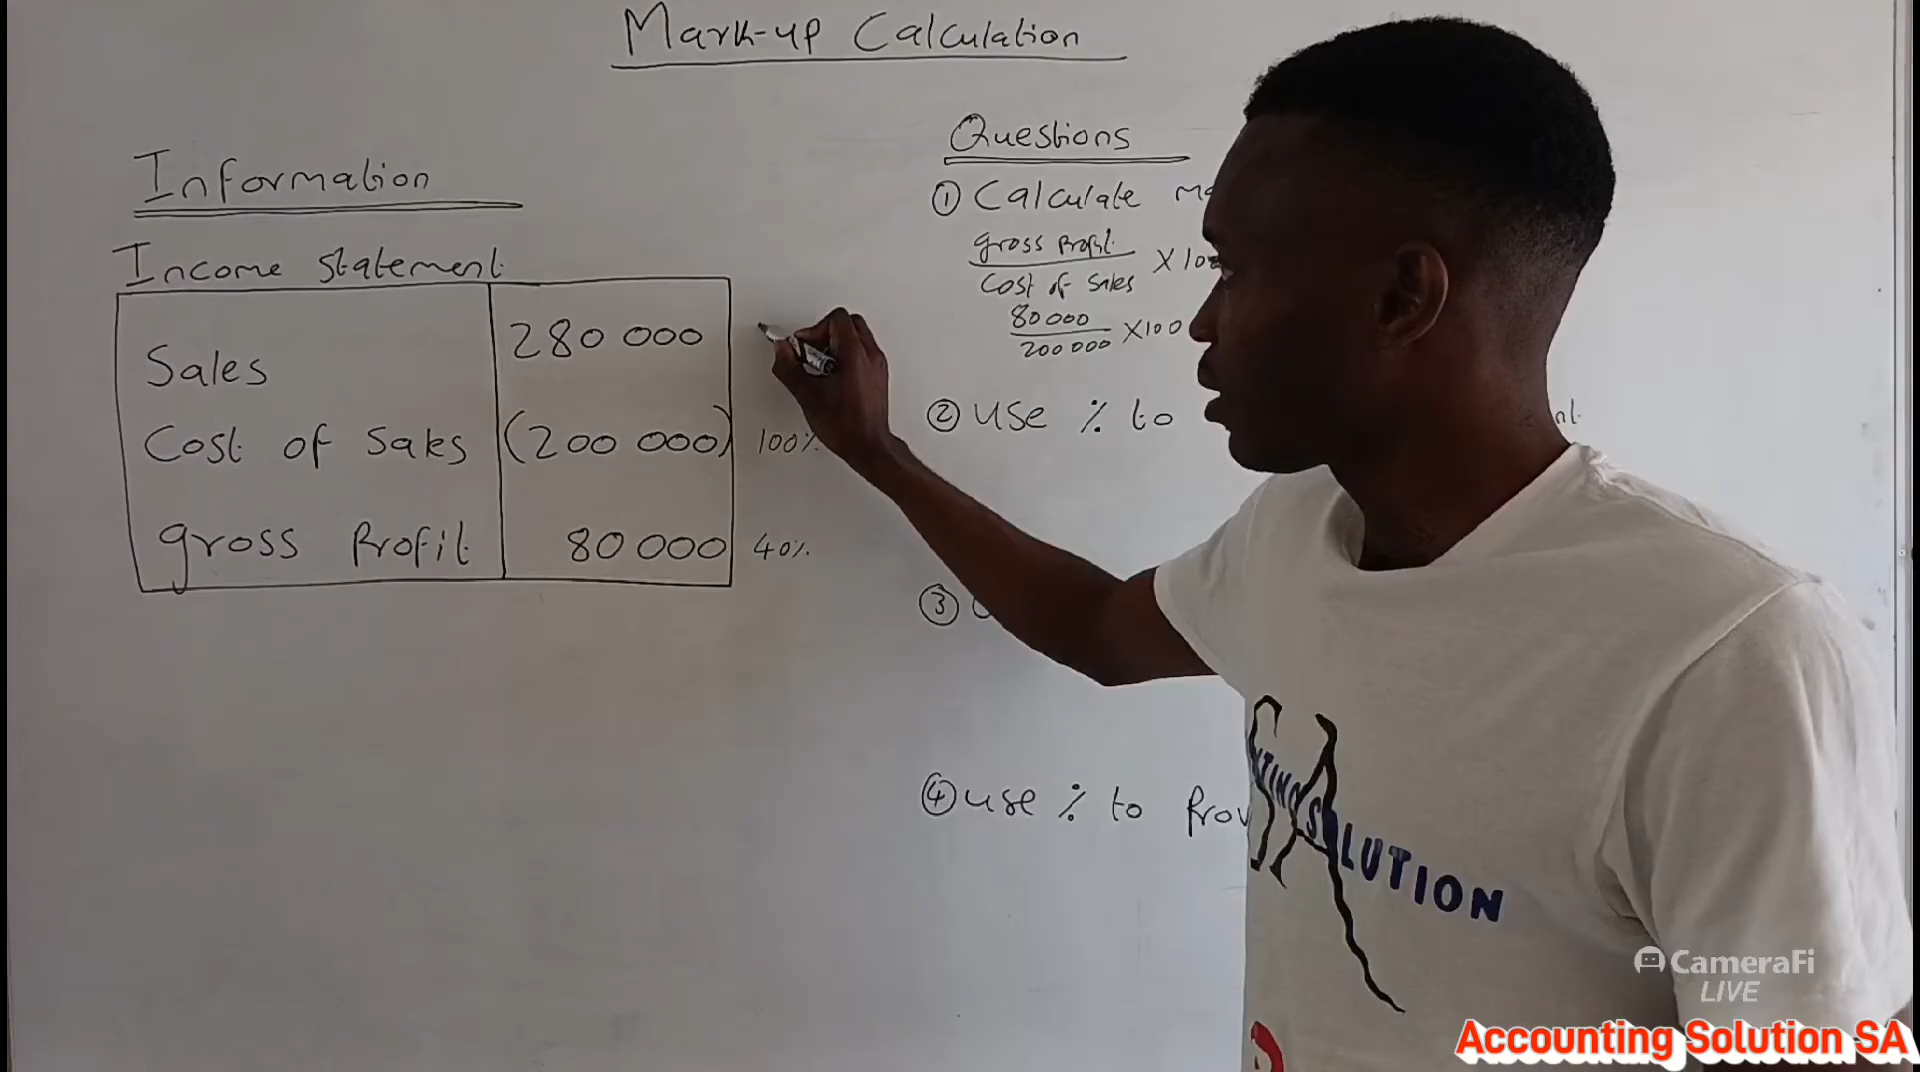 Mark-up Calculation
Information
Income statement
Sales 280 000
Cost of Sales (200 000) 100%
gross Profit 80 000 40%
Questions
① Calculate
gross profit
Cost of Sales × 100
80 000
200 000 × 100
② Use % to
③
④ use % to
LUTION
CameraFi
LIVE
Accounting Solution SA